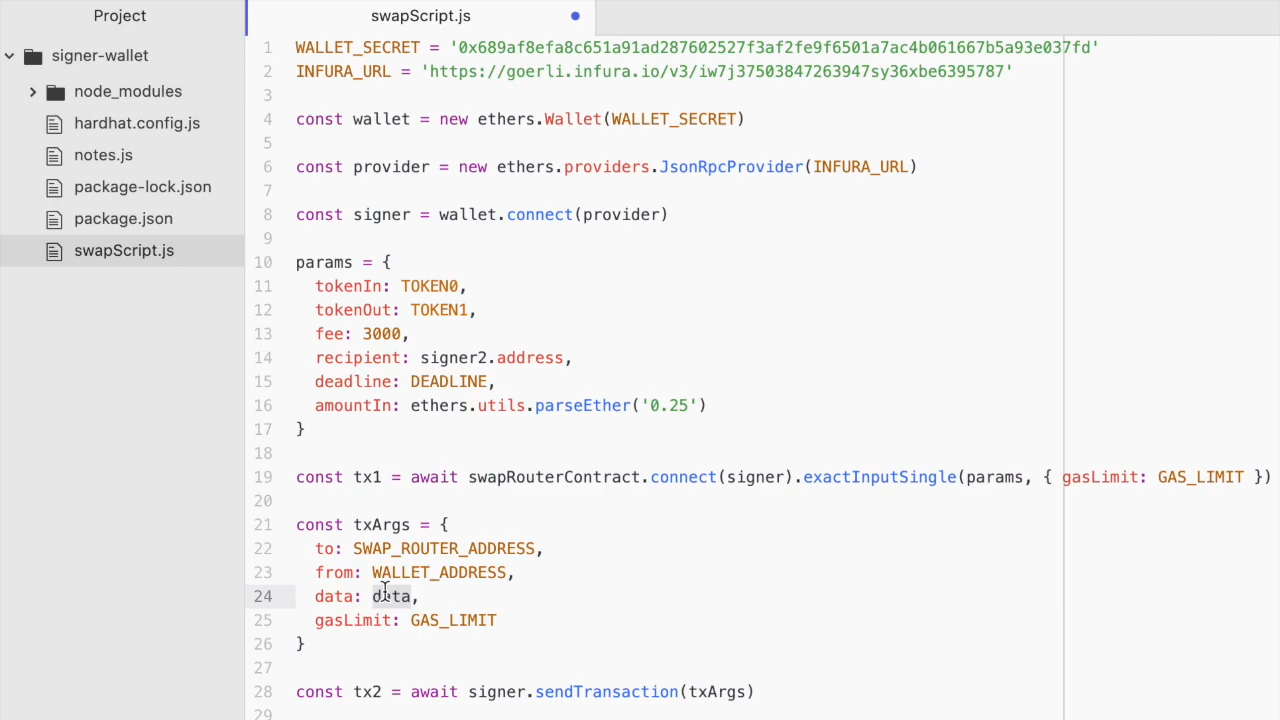 Project
swapScript.js
signer-wallet
node_modules
hardhat.config.js
notes.js
package-lock.json
package.json
swapScript.js
1 WALLET_SECRET = '0x689af8efa8c651a91ad287602527f3af2fe9f6501a7ac4b061667b5a93e037fd'
2 INFURA_URL = 'https://goerli.infura.io/v3/iw7j37503847263947sy36xbe6395787'
3
4 const wallet = new ethers.Wallet(WALLET_SECRET)
5
6 const provider = new ethers.providers.JsonRpcProvider(INFURA_URL)
7
8 const signer = wallet.connect(provider)
9
10 params = {
11 tokenIn: TOKEN0,
12 tokenOut: TOKEN1,
13 fee: 3000,
14 recipient: signer2.address,
15 deadline: DEADLINE,
16 amountIn: ethers.utils.parseEther('0.25')
17 }
18
19 const tx1 = await swapRouterContract.connect(signer).exactInputSingle(params, { gasLimit: GAS_LIMIT })
20
21 const txArgs = {
22 to: SWAP_ROUTER_ADDRESS,
23 from: WALLET_ADDRESS,
24 data: data,
25 gasLimit: GAS_LIMIT
26 }
27
28 const tx2 = await signer.sendTransaction(txArgs)
29